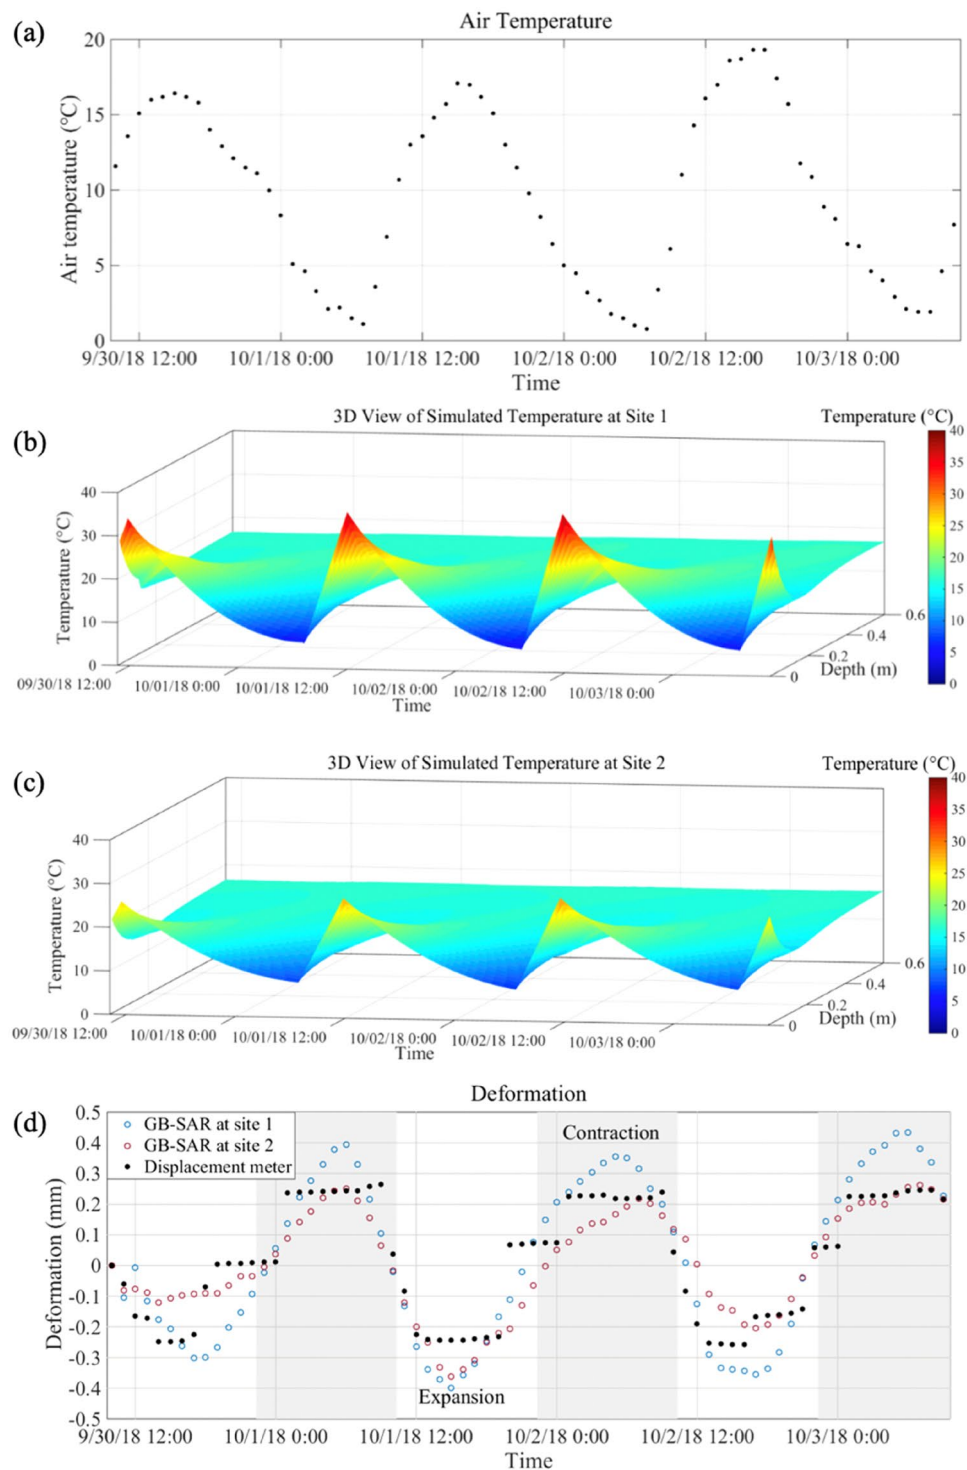 (a)
Air Temperature
Air temperature (°C)
20
15
10
5
0
9/30/18 12:00 10/1/18 0:00 10/1/18 12:00 10/2/18 0:00 10/2/18 12:00 10/3/18 0:00
Time
(b)
3D View of Simulated Temperature at Site 1
Temperature (°C)
Temperature (°C)
40
30
20
10
0
09/30/18 12:00 10/01/18 0:00 10/01/18 12:00 10/02/18 0:00 10/02/18 12:00 10/03/18 0:00
Time
0
0.2
0.4
0.6
Depth (m)
40
35
30
25
20
15
10
5
0
(c)
3D View of Simulated Temperature at Site 2
Temperature (°C)
Temperature (°C)
40
30
20
10
0
09/30/18 12:00 10/01/18 0:00 10/01/18 12:00 10/02/18 0:00 10/02/18 12:00 10/03/18 0:00
Time
0
0.2
0.4
0.6
Depth (m)
40
35
30
25
20
15
10
5
0
(d)
Deformation
GB-SAR at site 1
GB-SAR at site 2
Displacement meter
Contraction
Expansion
Deformation (mm)
0.5
0.4
0.3
0.2
0.1
0
-0.1
-0.2
-0.3
-0.4
-0.5
9/30/18 12:00 10/1/18 0:00 10/1/18 12:00 10/2/18 0:00 10/2/18 12:00 10/3/18 0:00
Time